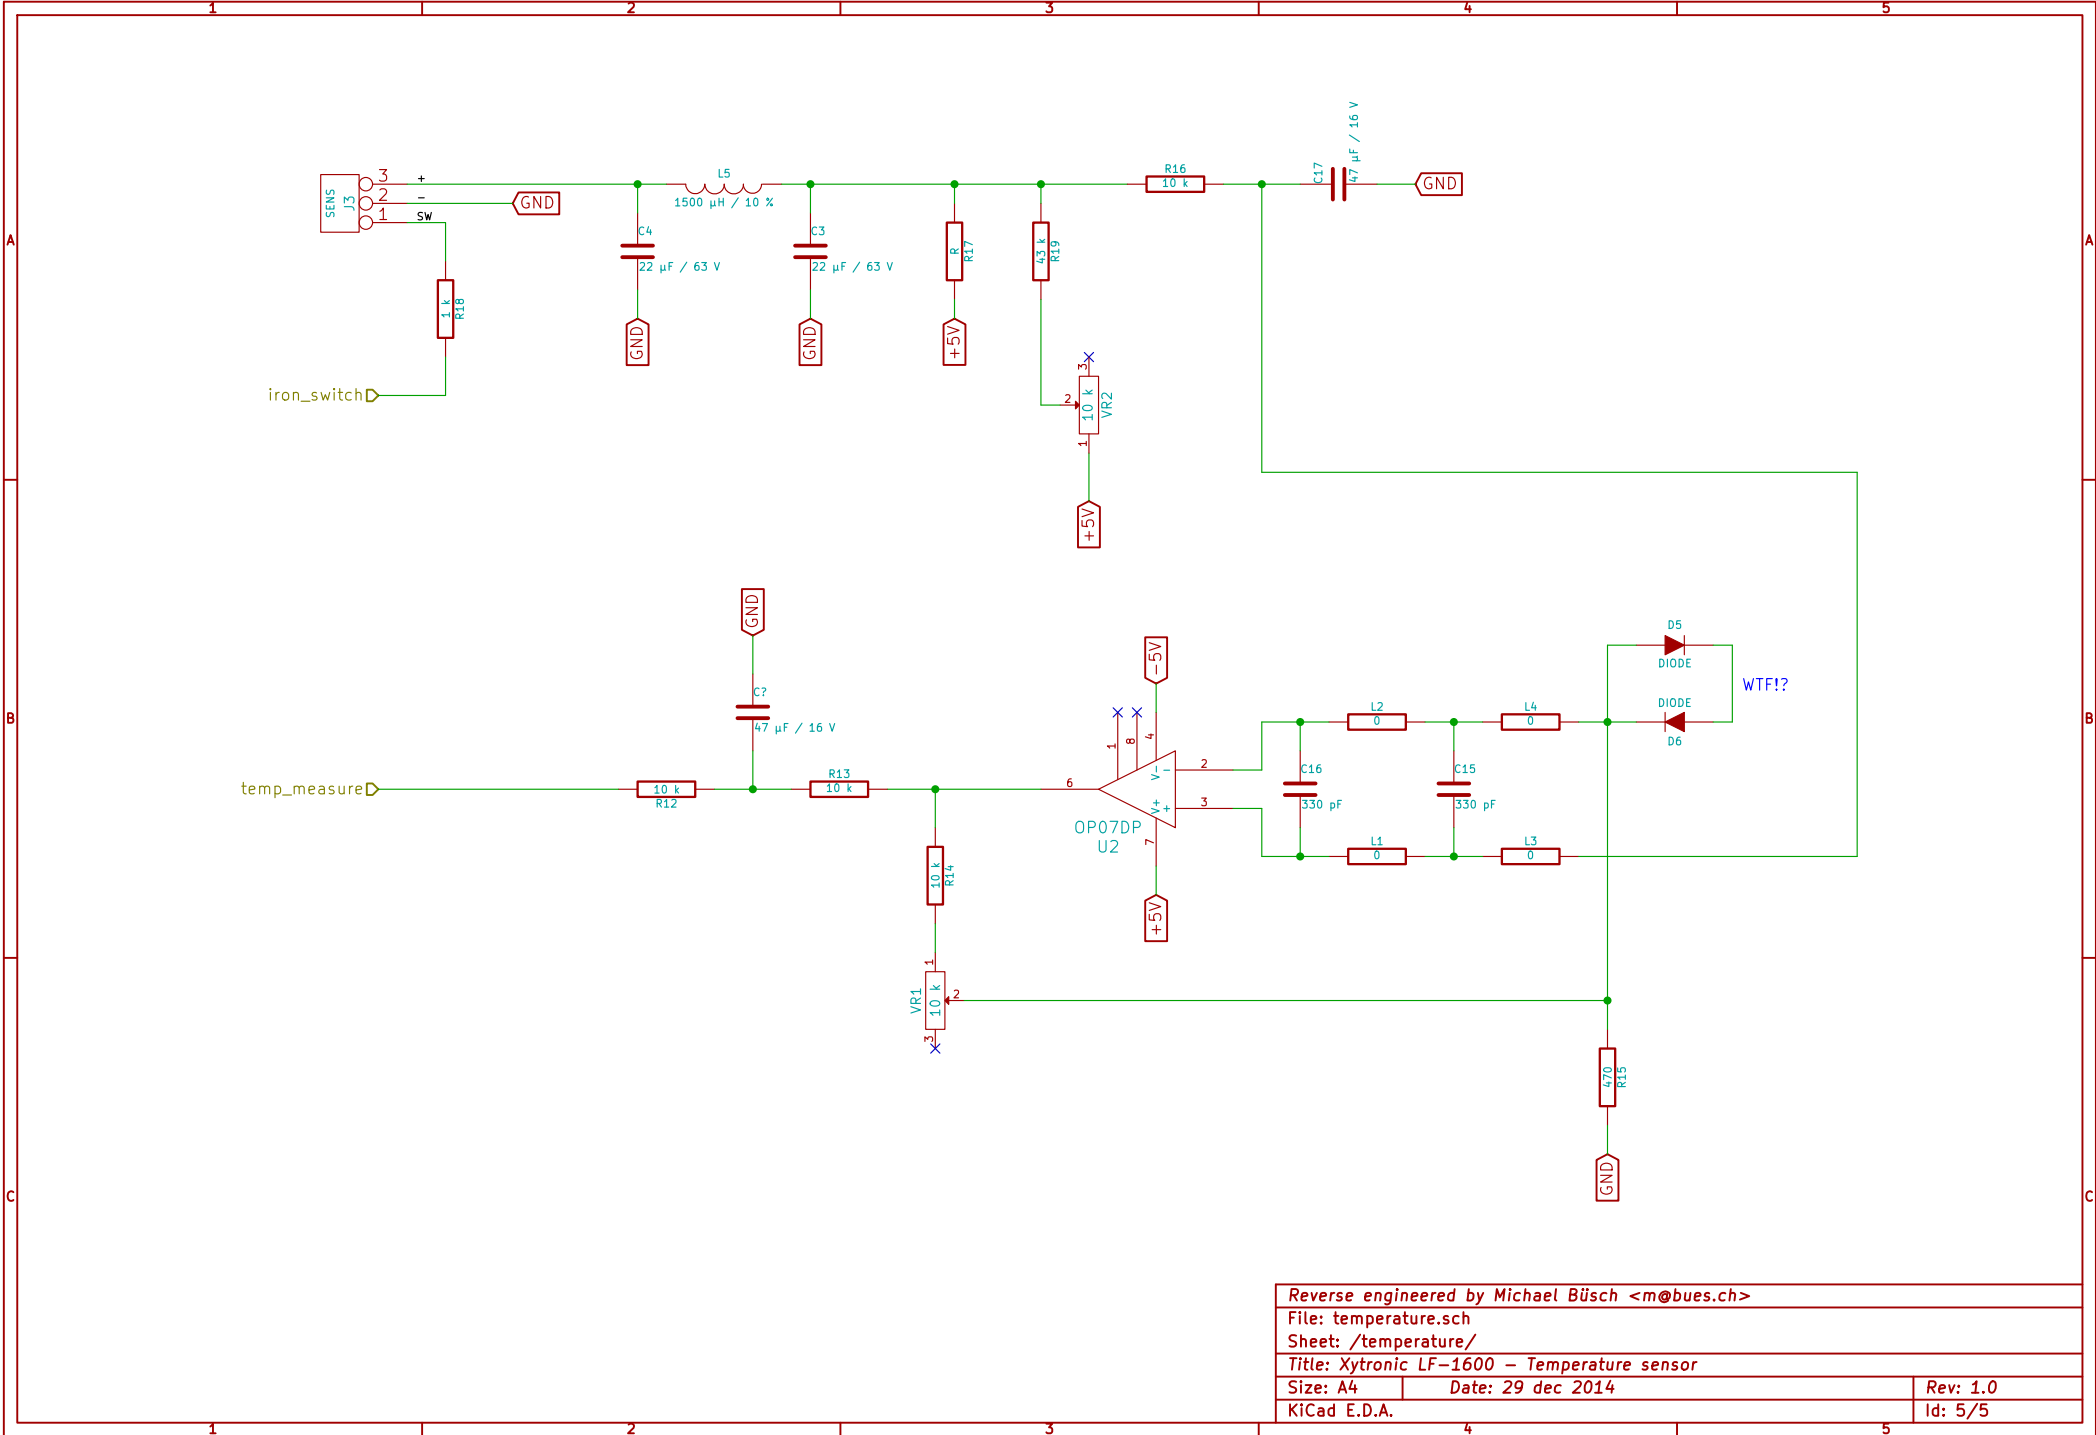 1 2 3 4 5
A
B
C
A
B
C
SENS
J3
3
2
1
+
-
SW
GND
1 k
R18
iron_switch
C4
22 µF / 63 V
GND
L5
1500 µH / 10 %
C3
22 µF / 63 V
GND
R
R17
+5V
43 k
R19
3
2
1
10 k
VR2
+5V
R16
10 k
C17
47 µF / 16 V
GND
temp_measure
10 k
R12
GND
C?
47 µF / 16 V
R13
10 k
10 k
R14
1
2
3
VR1
10 k
6
1
8
4
V-
-
2
V+
+
3
7
-5V
OP07DP
U2
+5V
C16
330 pF
L2
0
L1
0
C15
330 pF
L4
0
L3
0
D5
DIODE
DIODE
D6
WTF!?
470
R15
GND
Reverse engineered by Michael Büsch <m@bues.ch>
File: temperature.sch
Sheet: /temperature/
Title: Xytronic LF-1600 - Temperature sensor
Size: A4 Date: 29 dec 2014 Rev: 1.0
KiCad E.D.A. Id: 5/5
1 2 3 4 5